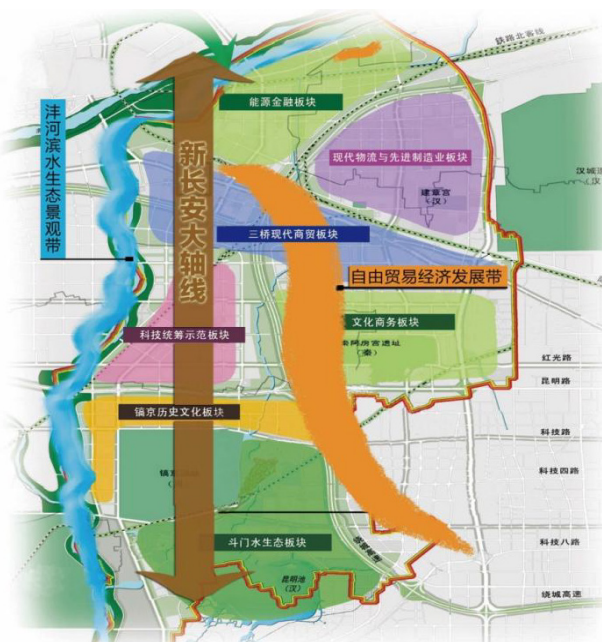 铁路北客线
能源金融板块
沣河滨水生态景观带
新长安大轴线
现代物流与先进制造业板块
汉城遗
建章宫
(汉)
三桥现代商贸板块
自由贸易经济发展带
文化商务板块
秦阿房宫遗址
(秦)
科技统筹示范板块
红光路
昆明路
镐京历史文化板块
科技路
镐京
科技四路
斗门水生态板块
科技八路
昆明池
(汉)
绕城高速